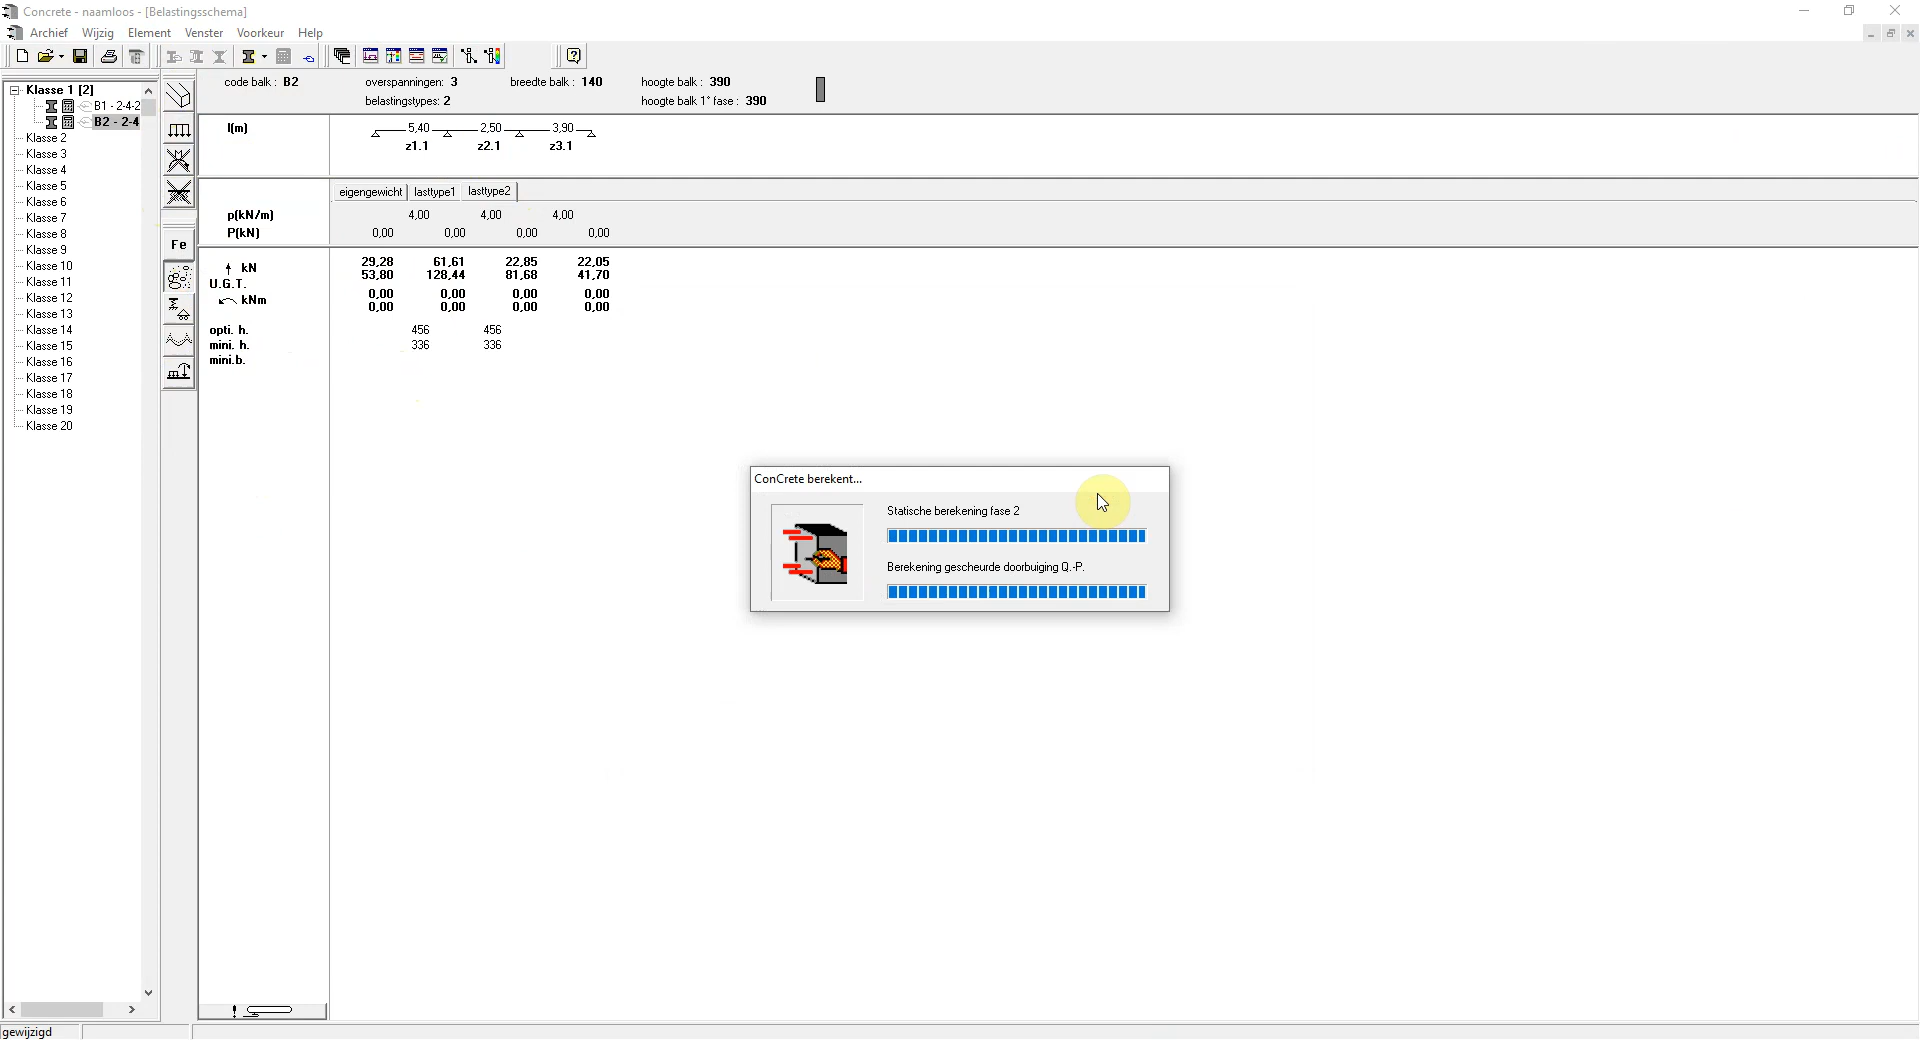 Concrete - naamloos - [Belastingsschema]
Archief Wijzig Element Venster Voorkeur Help
Klasse 1 [2]
B1 - 2-4-2
B2 - 2-4
Klasse 2
Klasse 3
Klasse 4
Klasse 5
Klasse 6
Klasse 7
Klasse 8
Klasse 9
Klasse 10
Klasse 11
Klasse 12
Klasse 13
Klasse 14
Klasse 15
Klasse 16
Klasse 17
Klasse 18
Klasse 19
Klasse 20
Fe
code balk : B2 overspanningen: 3 breedte balk : 140 hoogte balk : 390
belastingstypes: 2 hoogte balk 1° fase : 390
l(m) 5,40 2,50 3,90
z1.1 z2.1 z3.1
eigengewicht lasttype1 lasttype2
p(kN/m) 4,00 4,00 4,00
P(kN) 0,00 0,00 0,00 0,00
kN 29,28 61,61 22,85 22,05
53,80 128,44 81,68 41,70
U.G.T.
kNm 0,00 0,00 0,00 0,00
0,00 0,00 0,00 0,00
opti. h. 456 456
mini. h. 336 336
mini.b.
ConCrete berekent...
Statische berekening fase 2
Berekening gescheurde doorbuiging Q.-P.
!
gewijzigd